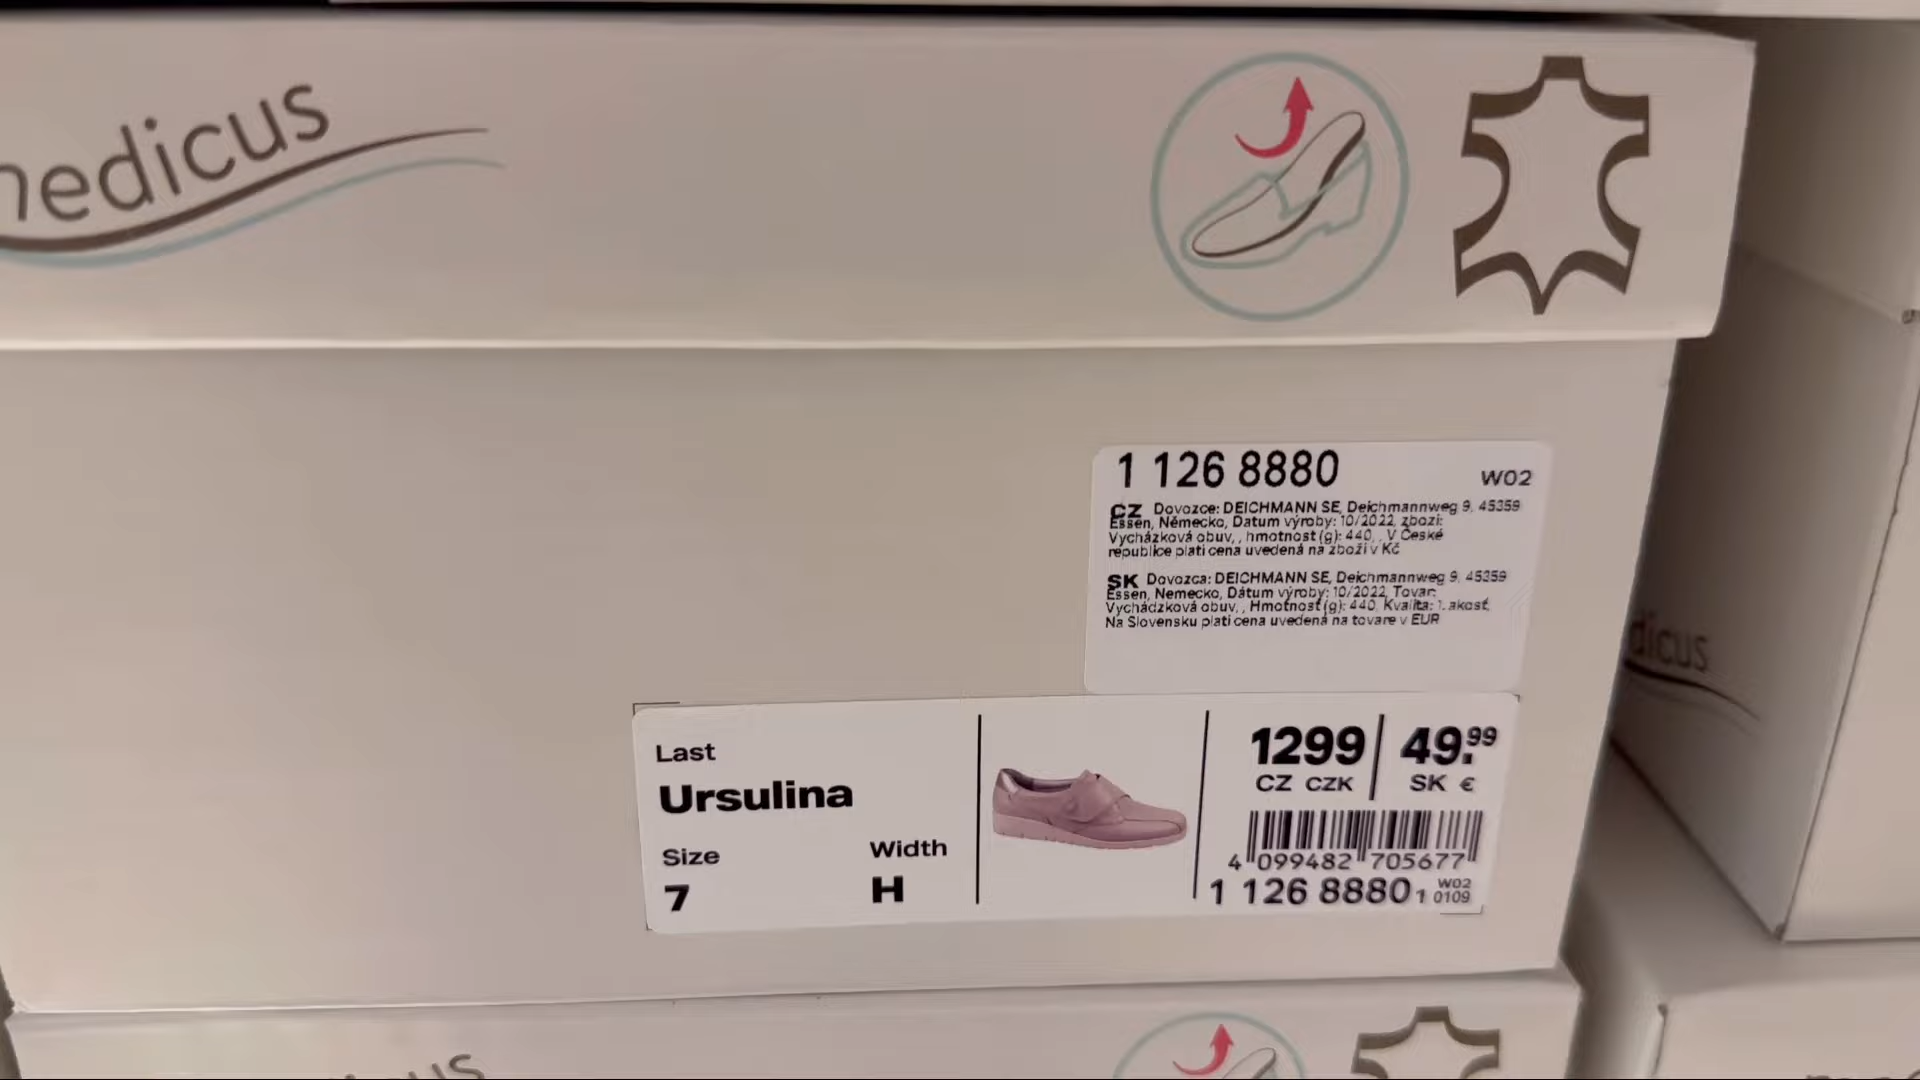 medicus
1 126 8880
W02
CZ Dovozce: DEICHMANN SE, Deichmannweg 9, 45359
Essen, Německo, Datum výroby: 10/2022, zboží:
Vycházková obuv, , hmotnost (g): 440, . V České
republice platí cena uvedená na zboží v Kč
SK Dovozca: DEICHMANN SE, Deichmannweg 9, 45359
Essen, Nemecko, Dátum výroby: 10/2022, Tovar:
Vychádzková obuv, , Hmotnosť (g): 440, Kvalita: 1. akosť,
Na Slovensku platí cena uvedená na tovare v EUR
dicus
Last
Ursulina
Size
7
Width
H
1299
CZ CZK
49.99
SK €
4 099482 705677
1 126 8880 1 W02
0109